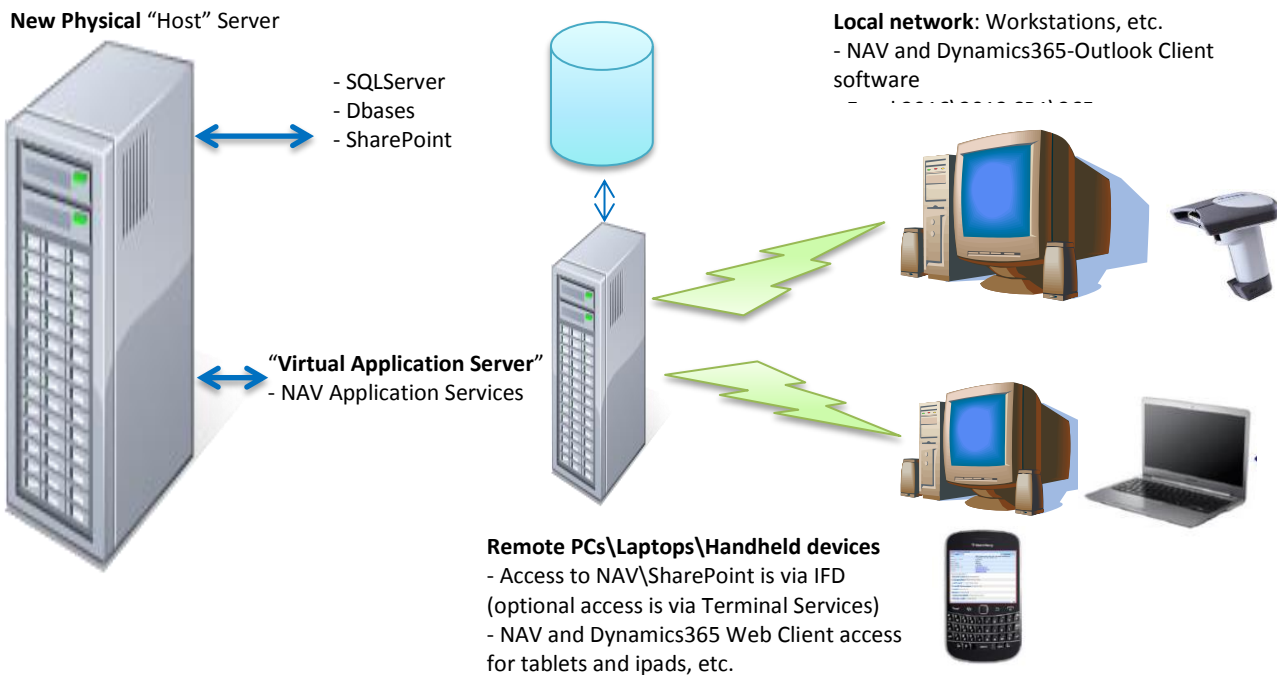 New Physical “Host” Server
- SQLServer
- Dbases
- SharePoint
Local network: Workstations, etc.
- NAV and Dynamics365-Outlook Client
software
“Virtual Application Server”
- NAV Application Services
Remote PCs\Laptops\Handheld devices
- Access to NAV\SharePoint is via IFD
(optional access is via Terminal Services)
- NAV and Dynamics365 Web Client access
for tablets and ipads, etc.